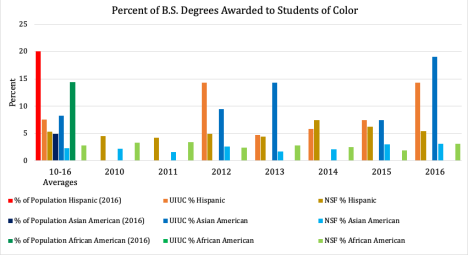 Percent of B.S. Degrees Awarded to Students of Color
25
20
15
10
5
0
Percent
10-16 Averages
2010
2011
2012
2013
2014
2015
2016
% of Population Hispanic (2016)
UIUC % Hispanic
NSF % Hispanic
% of Population Asian American (2016)
UIUC % Asian American
NSF % Asian American
% of Population African American (2016)
UIUC % African American
NSF % African American